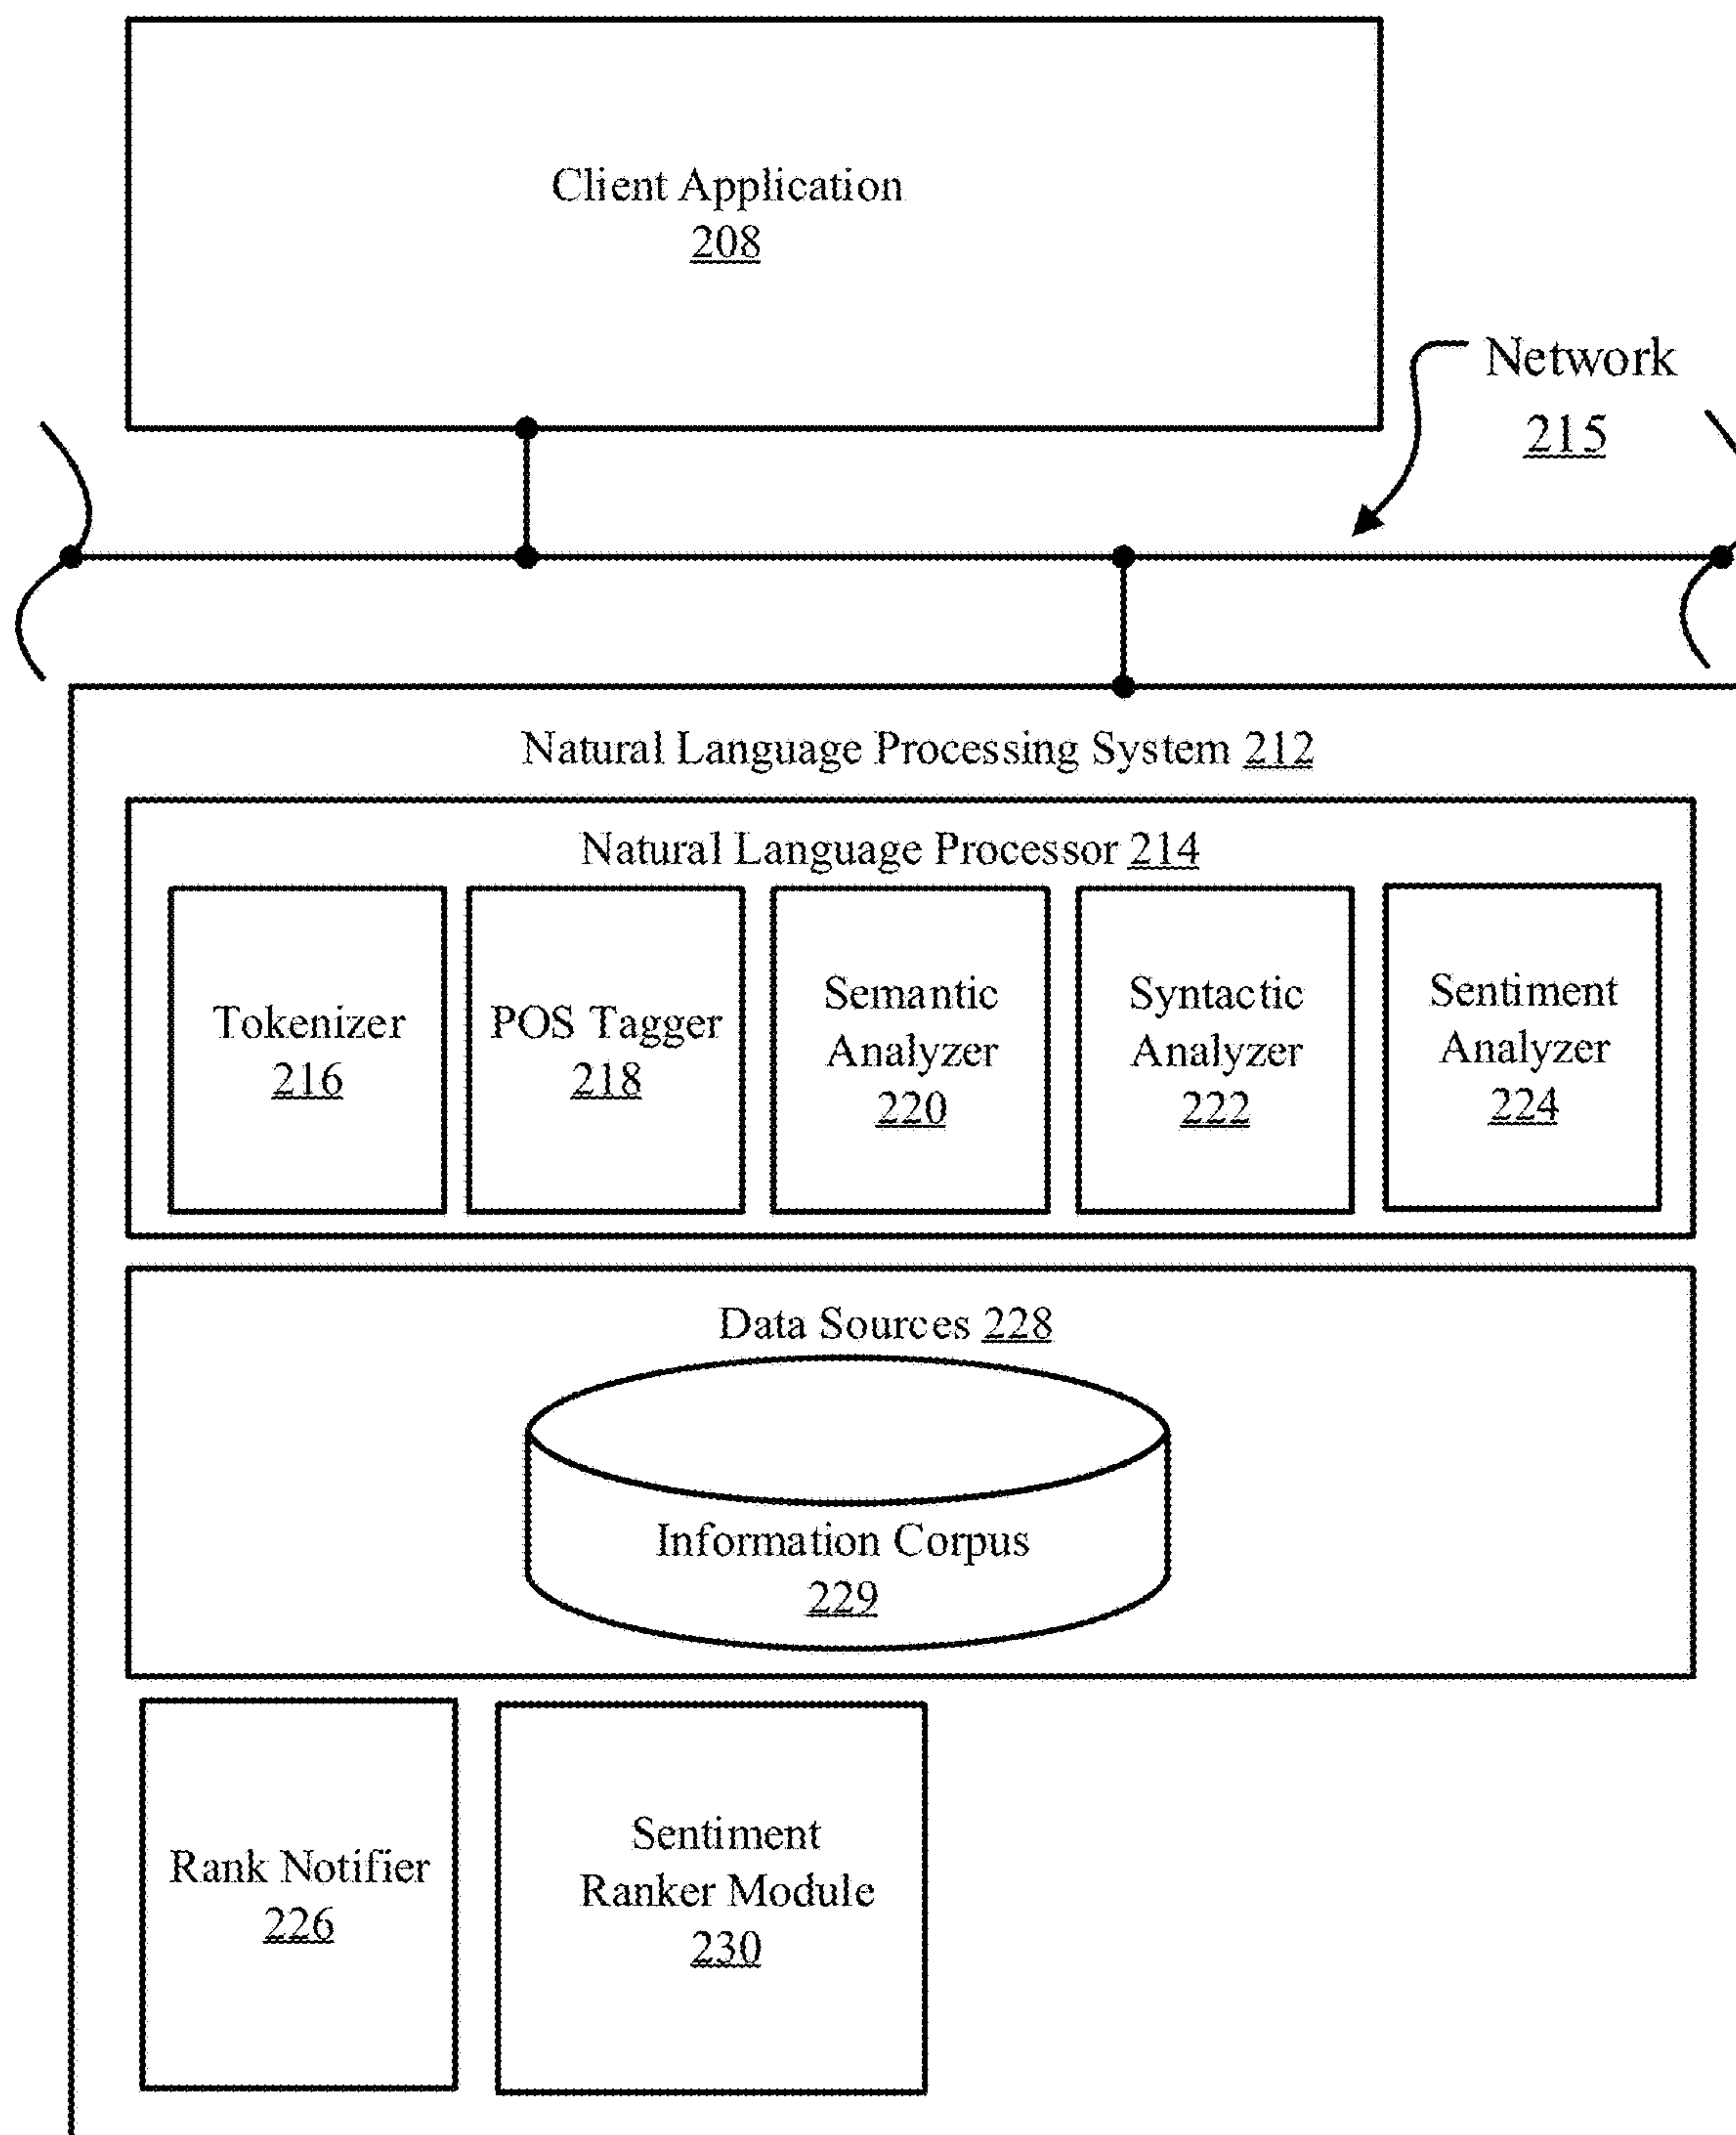 Client Application
208
Network
215
Natural Language Processing System 212
Natural Language Processor 214
Tokenizer
216
POS Tagger
218
Semantic
Analyzer
220
Syntactic
Analyzer
222
Sentiment
Analyzer
224
Data Sources 228
Information Corpus
229
Rank Notifier
226
Sentiment
Ranker Module
230